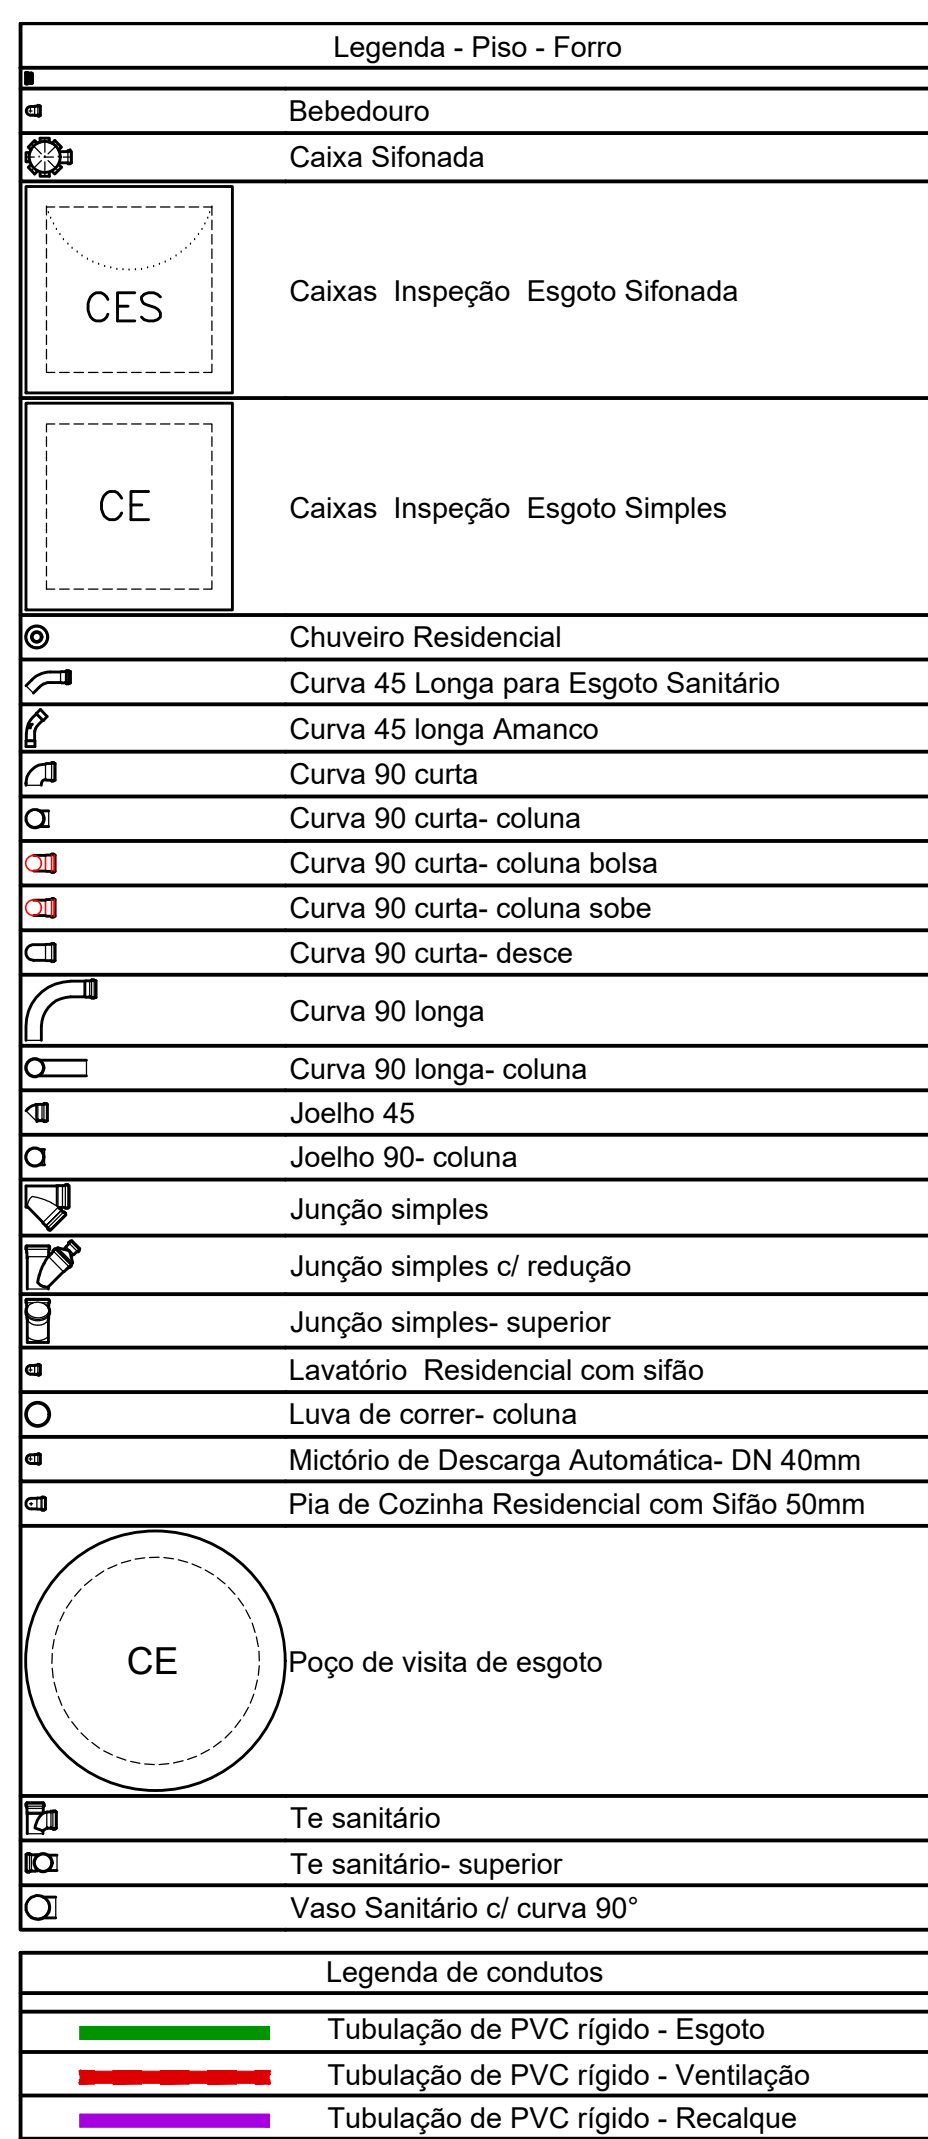 Legenda - Piso - Forro
Bebedouro
Caixa Sifonada
CES
Caixas Inspeção Esgoto Sifonada
CE
Caixas Inspeção Esgoto Simples
Chuveiro Residencial
Curva 45 Longa para Esgoto Sanitário
Curva 45 longa Amanco
Curva 90 curta
Curva 90 curta- coluna
Curva 90 curta- coluna bolsa
Curva 90 curta- coluna sobe
Curva 90 curta- desce
Curva 90 longa
Curva 90 longa- coluna
Joelho 45
Joelho 90- coluna
Junção simples
Junção simples c/ redução
Junção simples- superior
Lavatório Residencial com sifão
Luva de correr- coluna
Mictório de Descarga Automática- DN 40mm
Pia de Cozinha Residencial com Sifão 50mm
CE
Poço de visita de esgoto
Te sanitário
Te sanitário- superior
Vaso Sanitário c/ curva 90°
Legenda de condutos
Tubulação de PVC rígido - Esgoto
Tubulação de PVC rígido - Ventilação
Tubulação de PVC rígido - Recalque